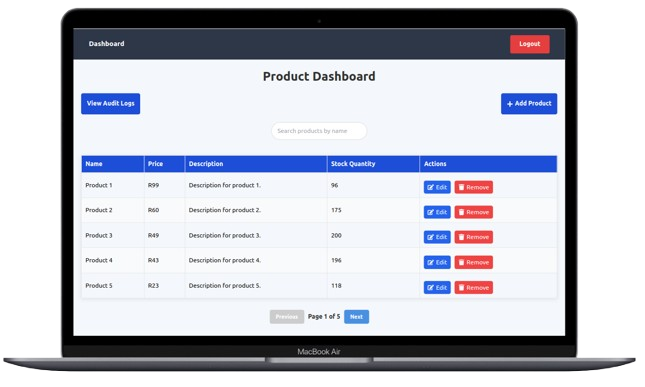 Dashboard
Logout
Product Dashboard
View Audit Logs
+ Add Product
Search products by name
Name Price Description Stock Quantity Actions
Product 1 R99 Description for product 1. 96 Edit Remove
Product 2 R60 Description for product 2. 175 Edit Remove
Product 3 R49 Description for product 3. 200 Edit Remove
Product 4 R43 Description for product 4. 196 Edit Remove
Product 5 R23 Description for product 5. 118 Edit Remove
Previous Page 1 of 5 Next
MacBook Air